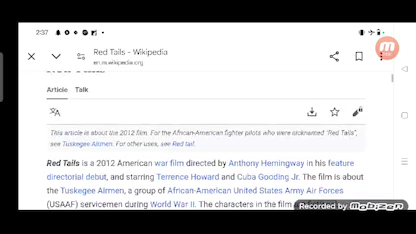 2:37
Red Tails – Wikipedia
en.m.wikipedia.org
Article Talk
This article is about the 2012 film. For the African-American fighter pilots who were nicknamed "Red Tails",
see Tuskegee Airmen. For other uses, see Red tail.
Red Tails is a 2012 American war film directed by Anthony Hemingway in his feature
directorial debut, and starring Terrence Howard and Cuba Gooding Jr. The film is about
the Tuskegee Airmen, a group of African-American United States Army Air Forces
(USAAF) servicemen during World War II. The characters in the film
Recorded by Mobizen